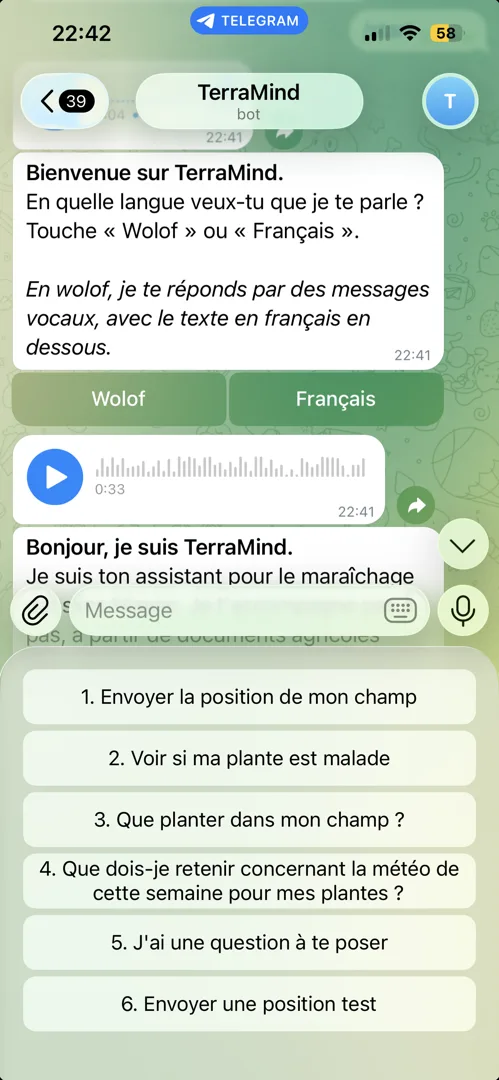 22:42
TELEGRAM
58
39
TerraMind
bot
T
22:41
Bienvenue sur TerraMind.
En quelle langue veux-tu que je te parle ?
Touche « Wolof » ou « Français ».
En wolof, je te réponds par des messages
vocaux, avec le texte en français en
dessous.
22:41
Wolof
Français
0:33
22:41
Bonjour, je suis TerraMind.
Je suis ton assistant pour le maraîchage
Message
pas, à partir de documents agricoles
1. Envoyer la position de mon champ
2. Voir si ma plante est malade
3. Que planter dans mon champ ?
4. Que dois-je retenir concernant la météo de
cette semaine pour mes plantes ?
5. J'ai une question à te poser
6. Envoyer une position test